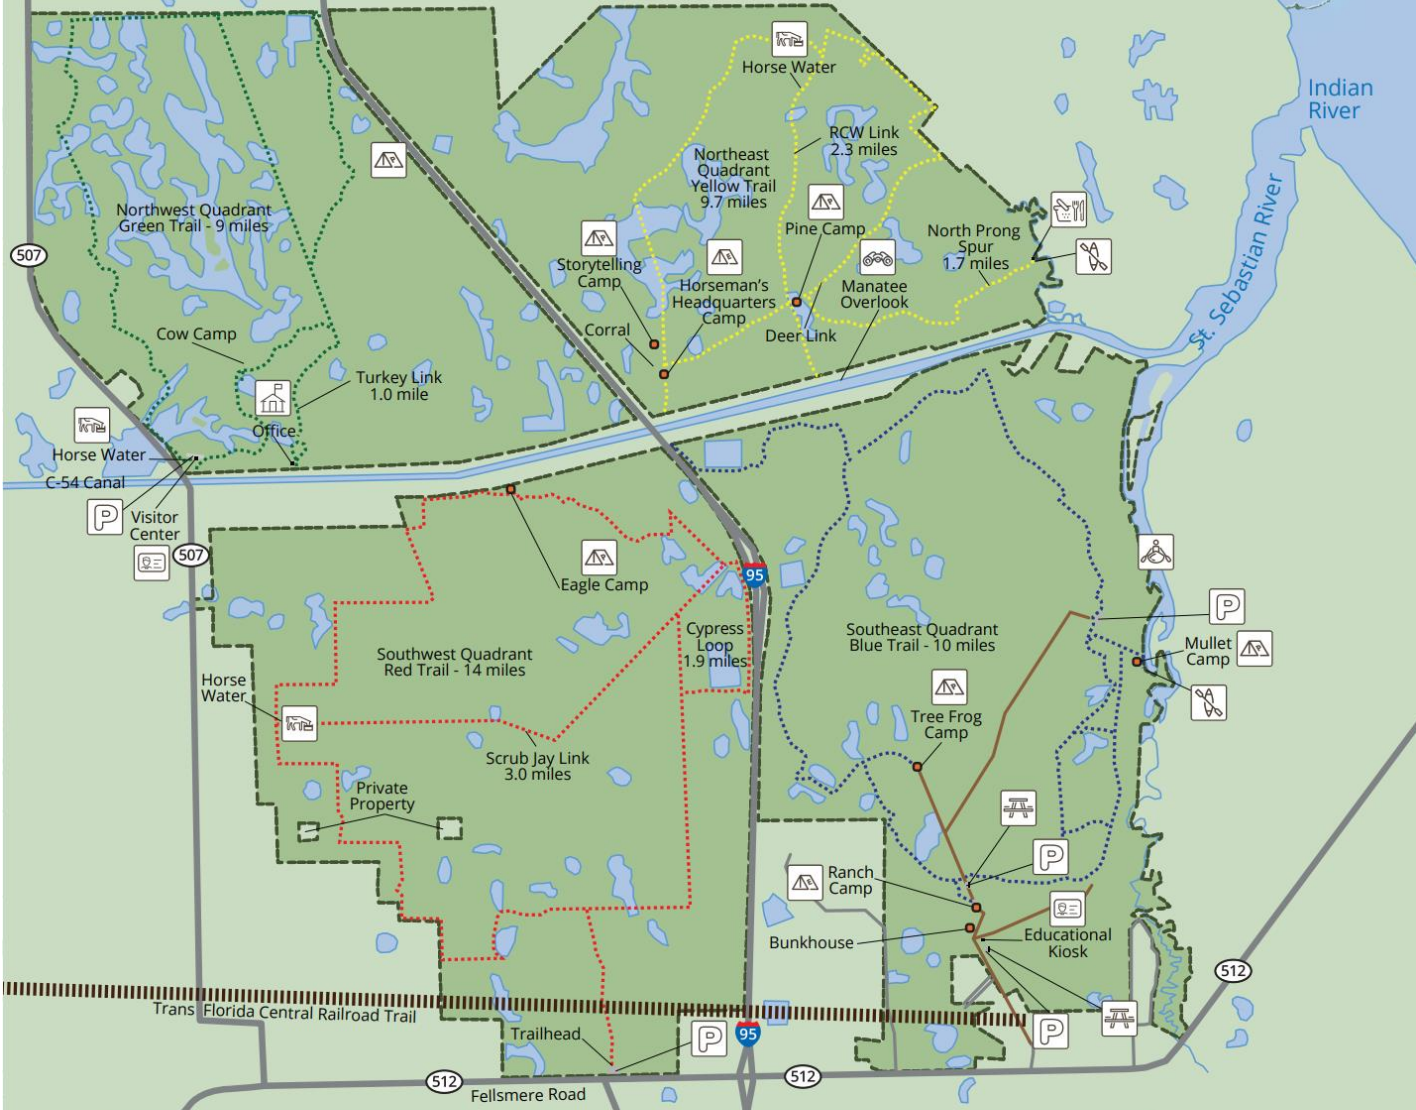 Indian
River
Horse Water
RCW Link
2.3 miles
Northeast
Quadrant
Yellow Trail
9.7 miles
St. Sebastian River
Northwest Quadrant
Green Trail - 9 miles
Pine Camp
North Prong
Spur
1.7 miles
507
Storytelling
Camp
Horseman's
Headquarters
Camp
Manatee
Overlook
Corral
Deer Link
Cow Camp
Turkey Link
1.0 mile
Office
Horse Water
C-54 Canal
P
Visitor
Center
507
Eagle Camp
95
P
Cypress
Loop
1.9 miles
Southeast Quadrant
Blue Trail - 10 miles
Mullet
Camp
Southwest Quadrant
Red Trail - 14 miles
Horse
Water
Tree Frog
Camp
Scrub Jay Link
3.0 miles
Private
Property
P
Ranch
Camp
Bunkhouse
Educational
Kiosk
512
Trans Florida Central Railroad Trail
Trailhead
P
95
P
512
Fellsmere Road
512